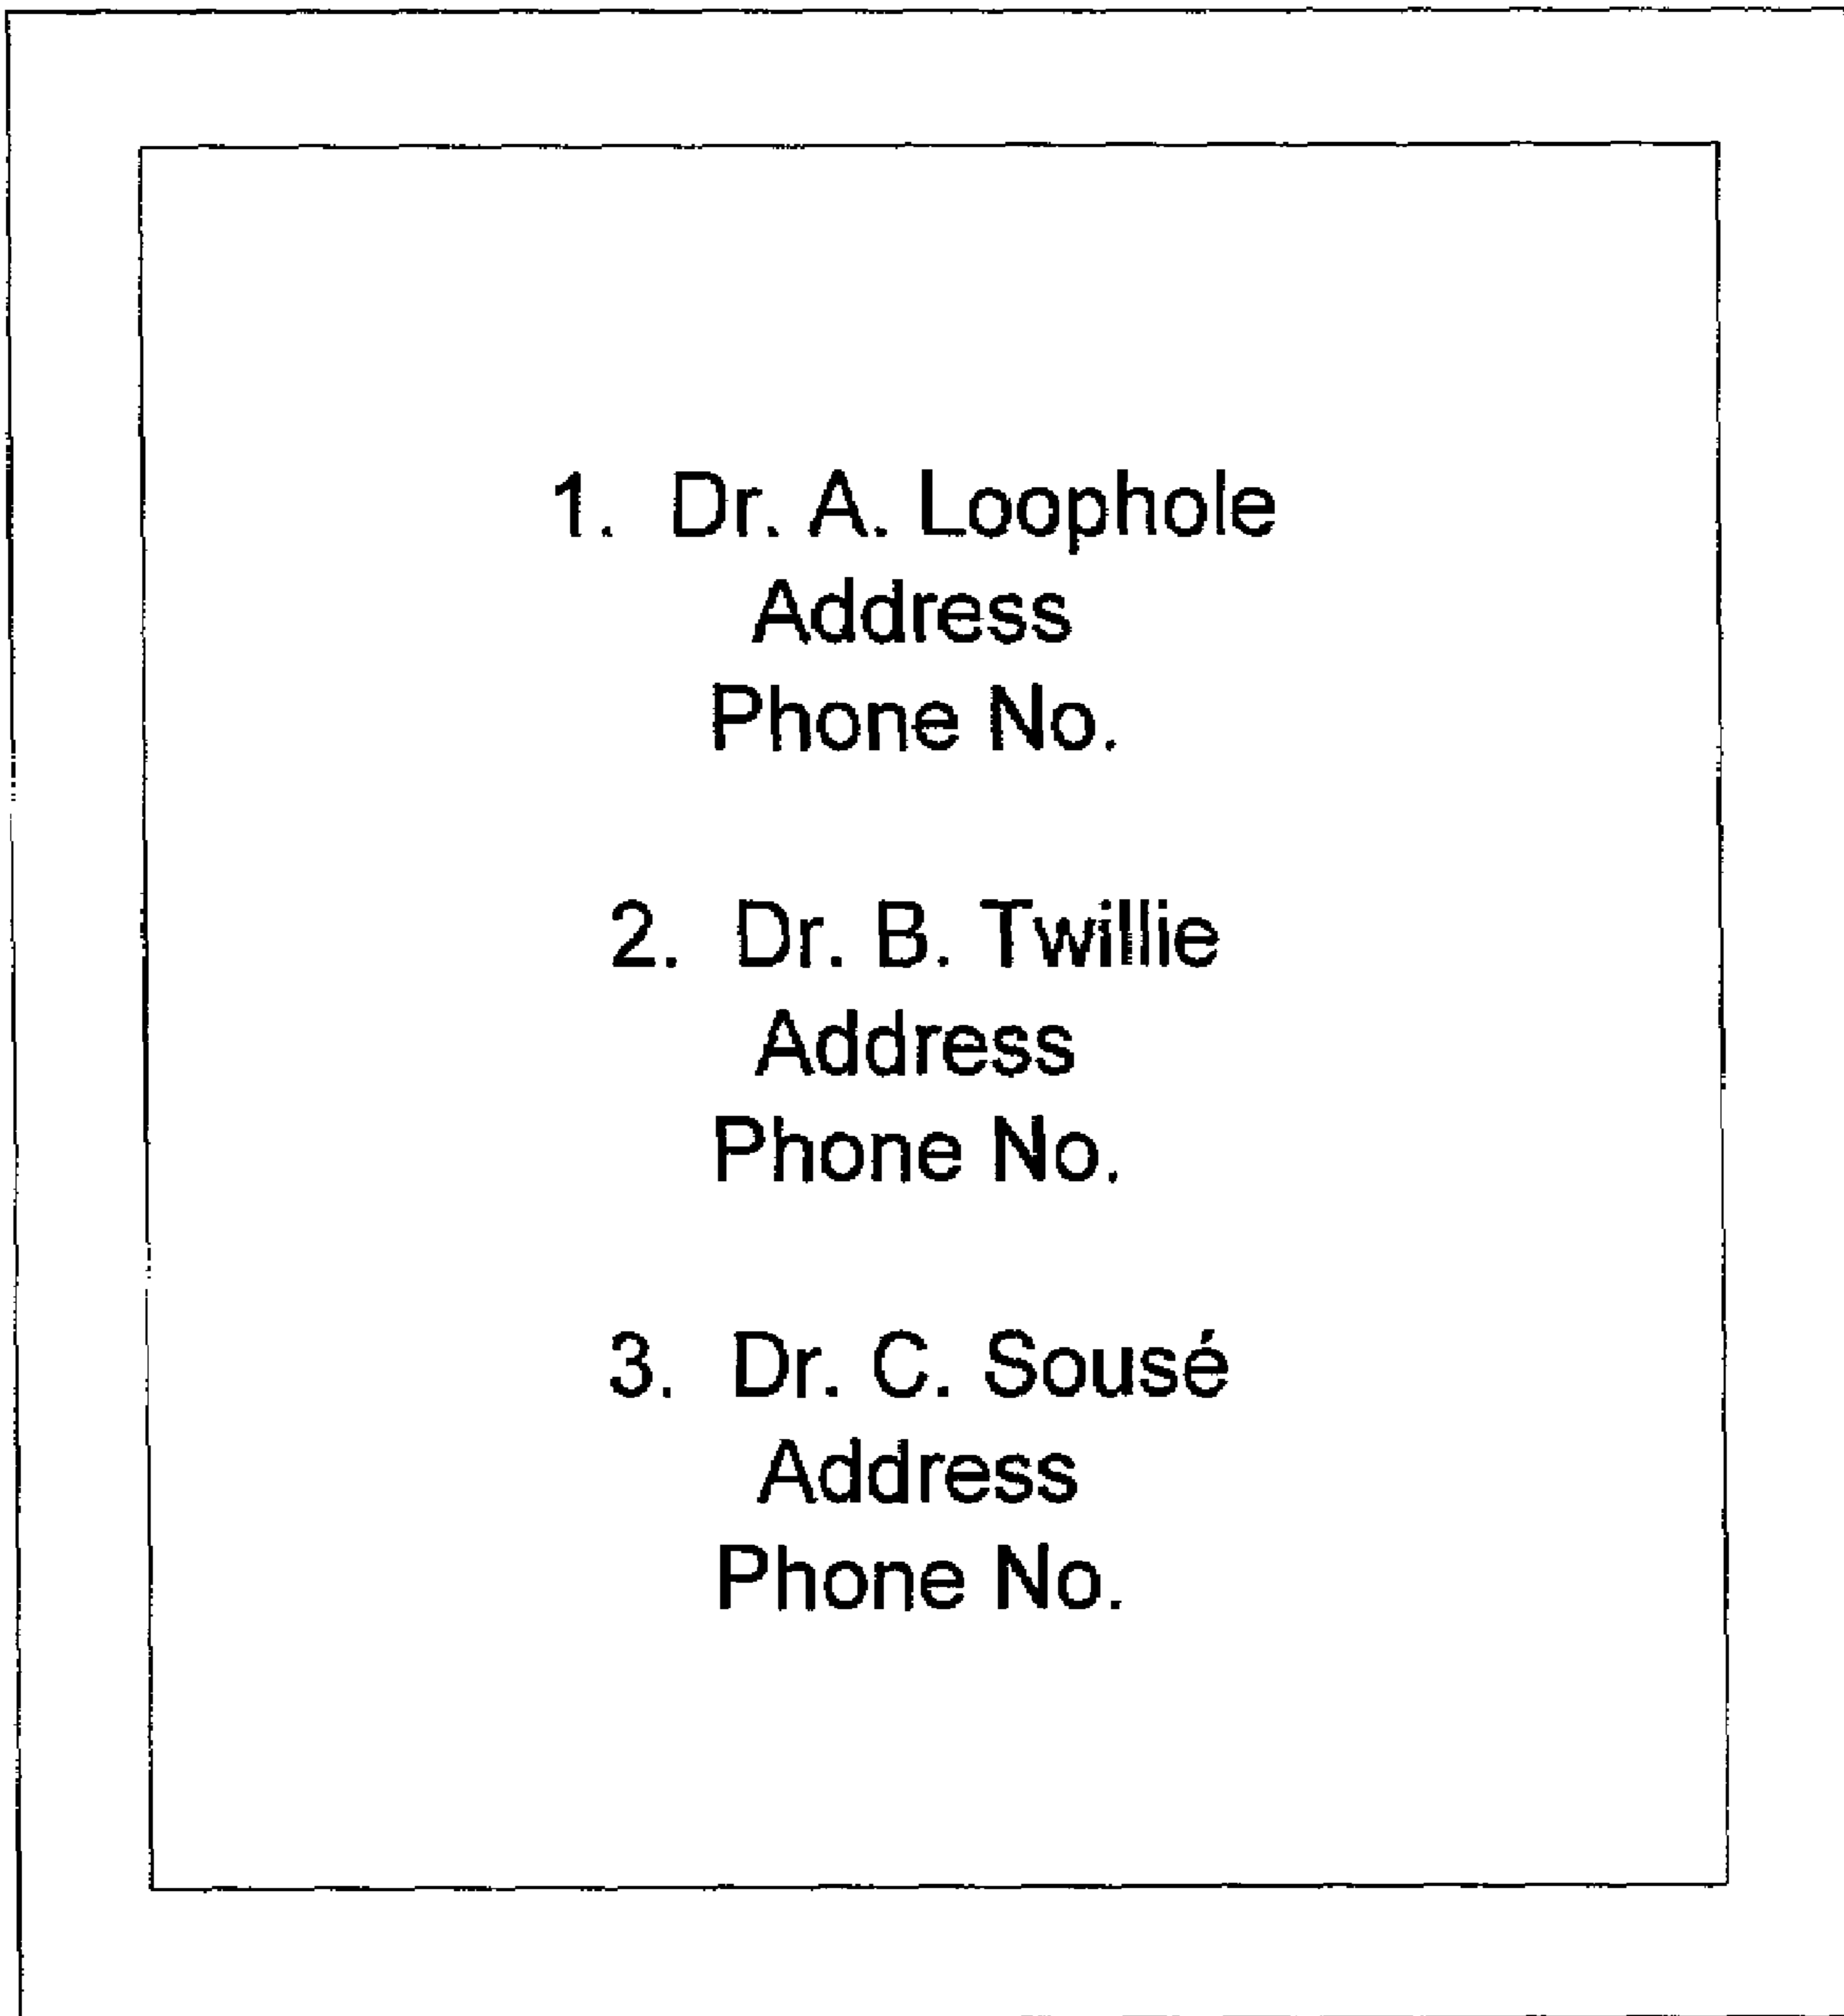 1. Dr. A. Loophole
Address
Phone No.
2. Dr. B. Twillie
Address
Phone No.
3. Dr. C. Sousé
Address
Phone No.